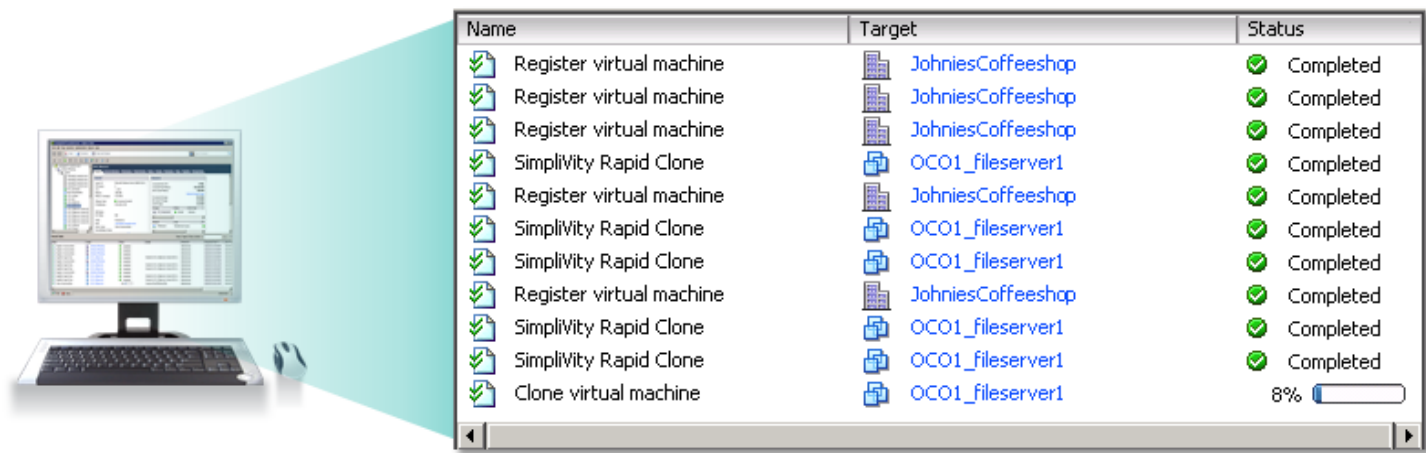 Name Target Status
Register virtual machine JohniesCoffeeshop Completed
Register virtual machine JohniesCoffeeshop Completed
Register virtual machine JohniesCoffeeshop Completed
SimpliVity Rapid Clone OCO1_fileserver1 Completed
Register virtual machine JohniesCoffeeshop Completed
SimpliVity Rapid Clone OCO1_fileserver1 Completed
SimpliVity Rapid Clone OCO1_fileserver1 Completed
Register virtual machine JohniesCoffeeshop Completed
SimpliVity Rapid Clone OCO1_fileserver1 Completed
SimpliVity Rapid Clone OCO1_fileserver1 Completed
Clone virtual machine OCO1_fileserver1 8%